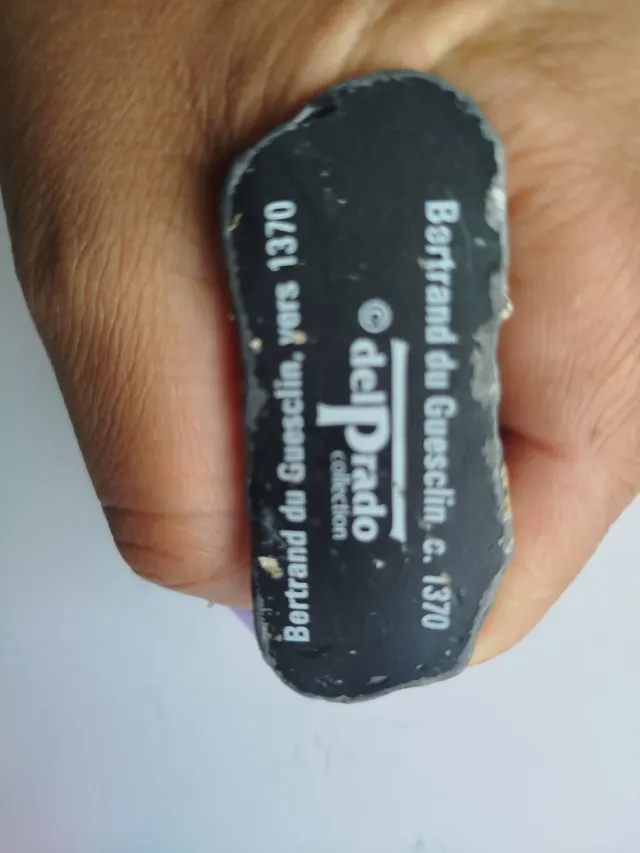 Bertrand du Guesclin, c. 1370
© delPrado
collection
Bertrand du Guesclin, vers 1370